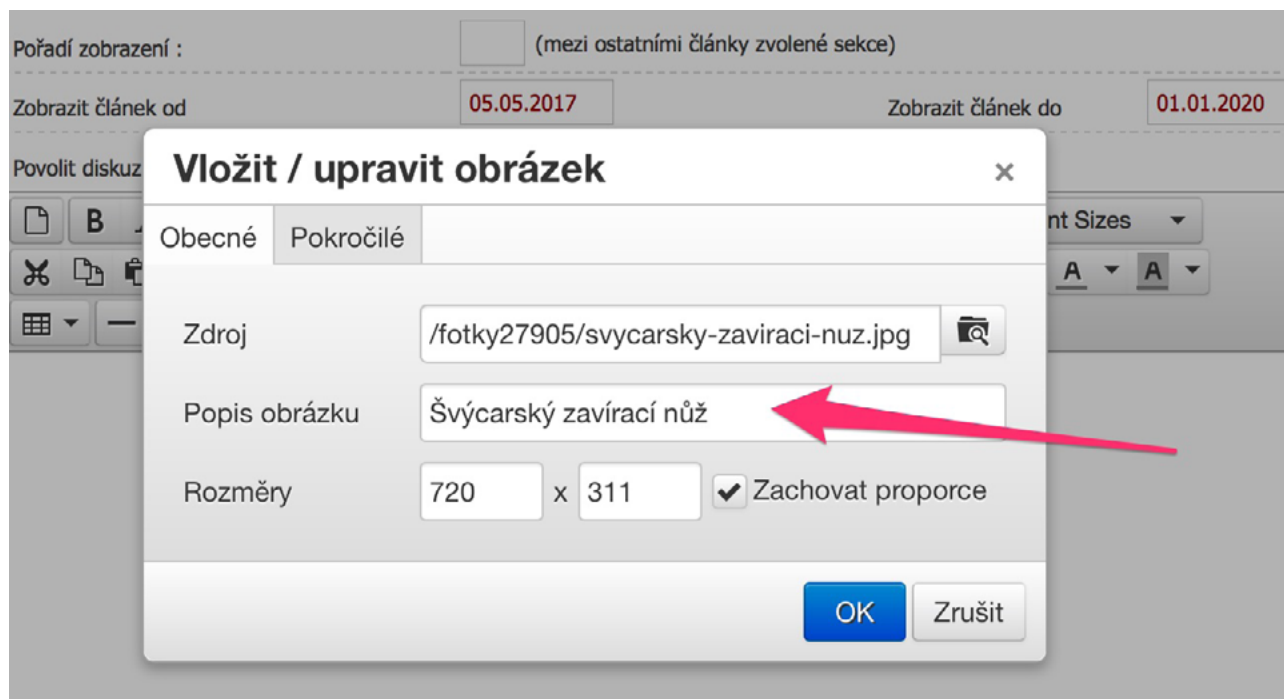 Pořadí zobrazení : (mezi ostatními články zvolené sekce)
Zobrazit článek od 05.05.2017 Zobrazit článek do 01.01.2020
Povolit diskuz
Vložit / upravit obrázek ×
B nt Sizes
Obecné Pokročilé
A A
Zdroj /fotky27905/svycarsky-zaviraci-nuz.jpg
Popis obrázku Švýcarský zavírací nůž
Rozměry 720 x 311 Zachovat proporce
OK Zrušit